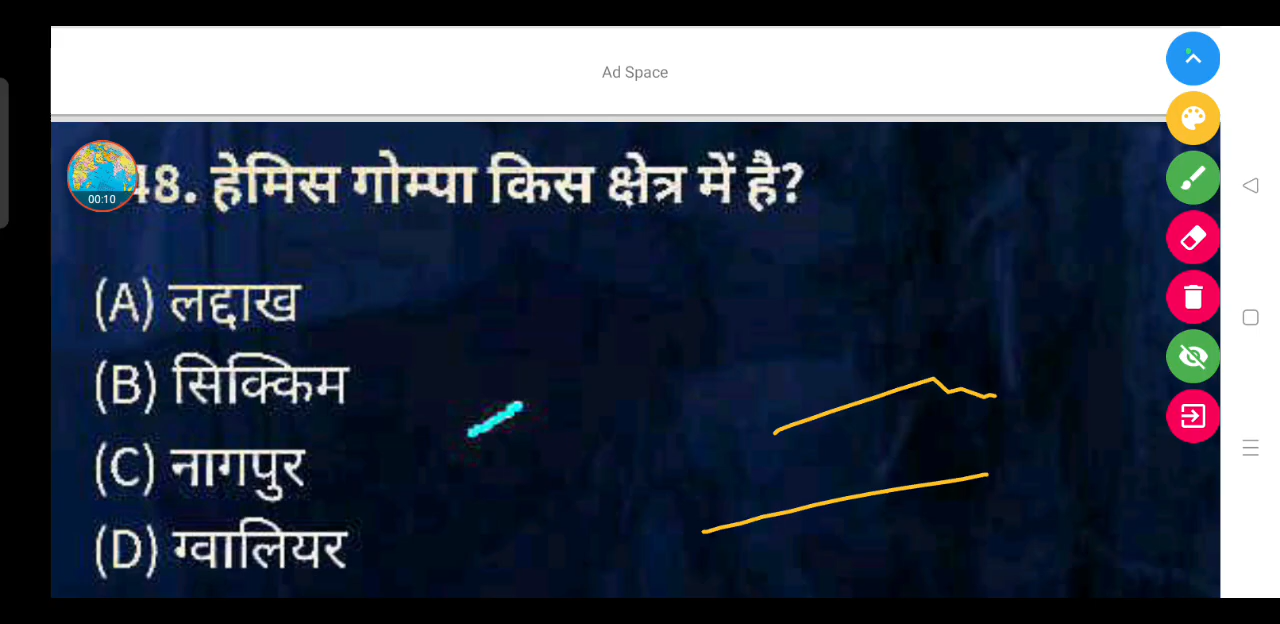 Ad Space
48. हेमिस गोम्पा किस क्षेत्र में है?
00:10
(A) लद्दाख
(B) सिक्किम
(C) नागपुर
(D) ग्वालियर